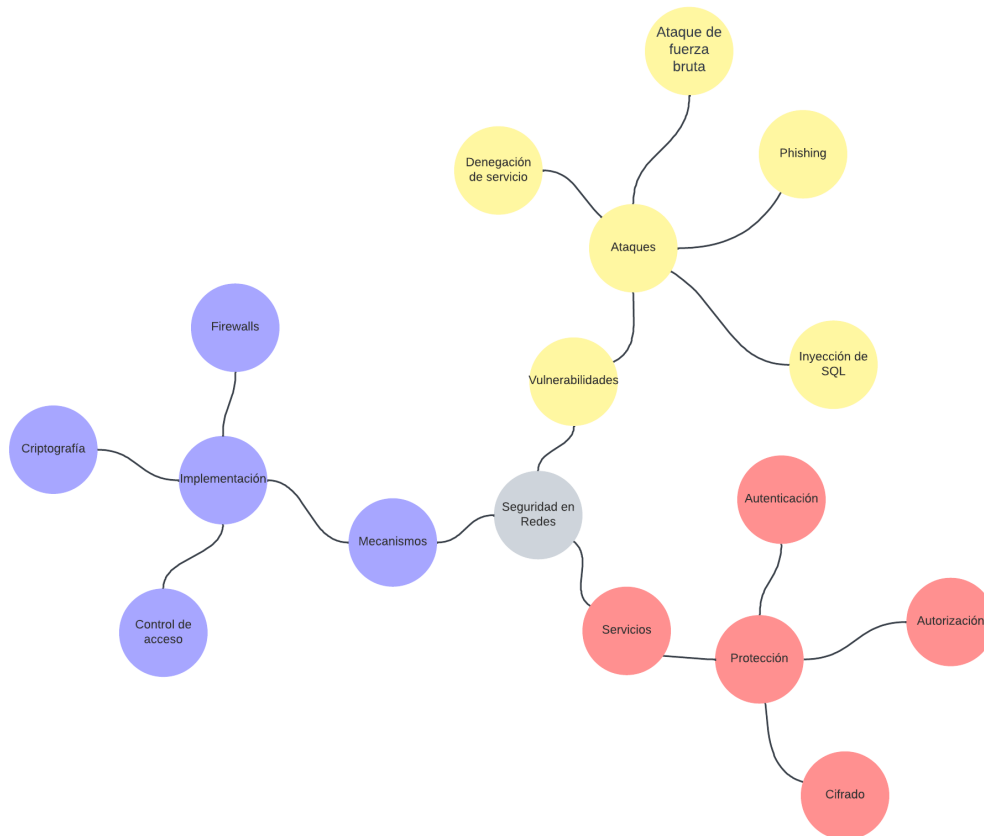 Ataque de
fuerza
bruta
Phishing
Denegación
de servicio
Ataques
Firewalls
Inyección de
SQL
Vulnerabilidades
Criptografía
Implementación
Autenticación
Seguridad en
Redes
Mecanismos
Control de
acceso
Servicios
Autorización
Protección
Cifrado